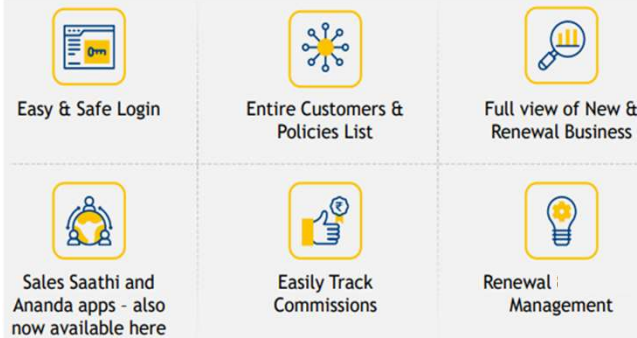 Easy & Safe Login
Entire Customers &
Policies List
Full view of New &
Renewal Business
Sales Saathi and
Ananda apps - also
now available here
₹
Easily Track
Commissions
Renewal
Management